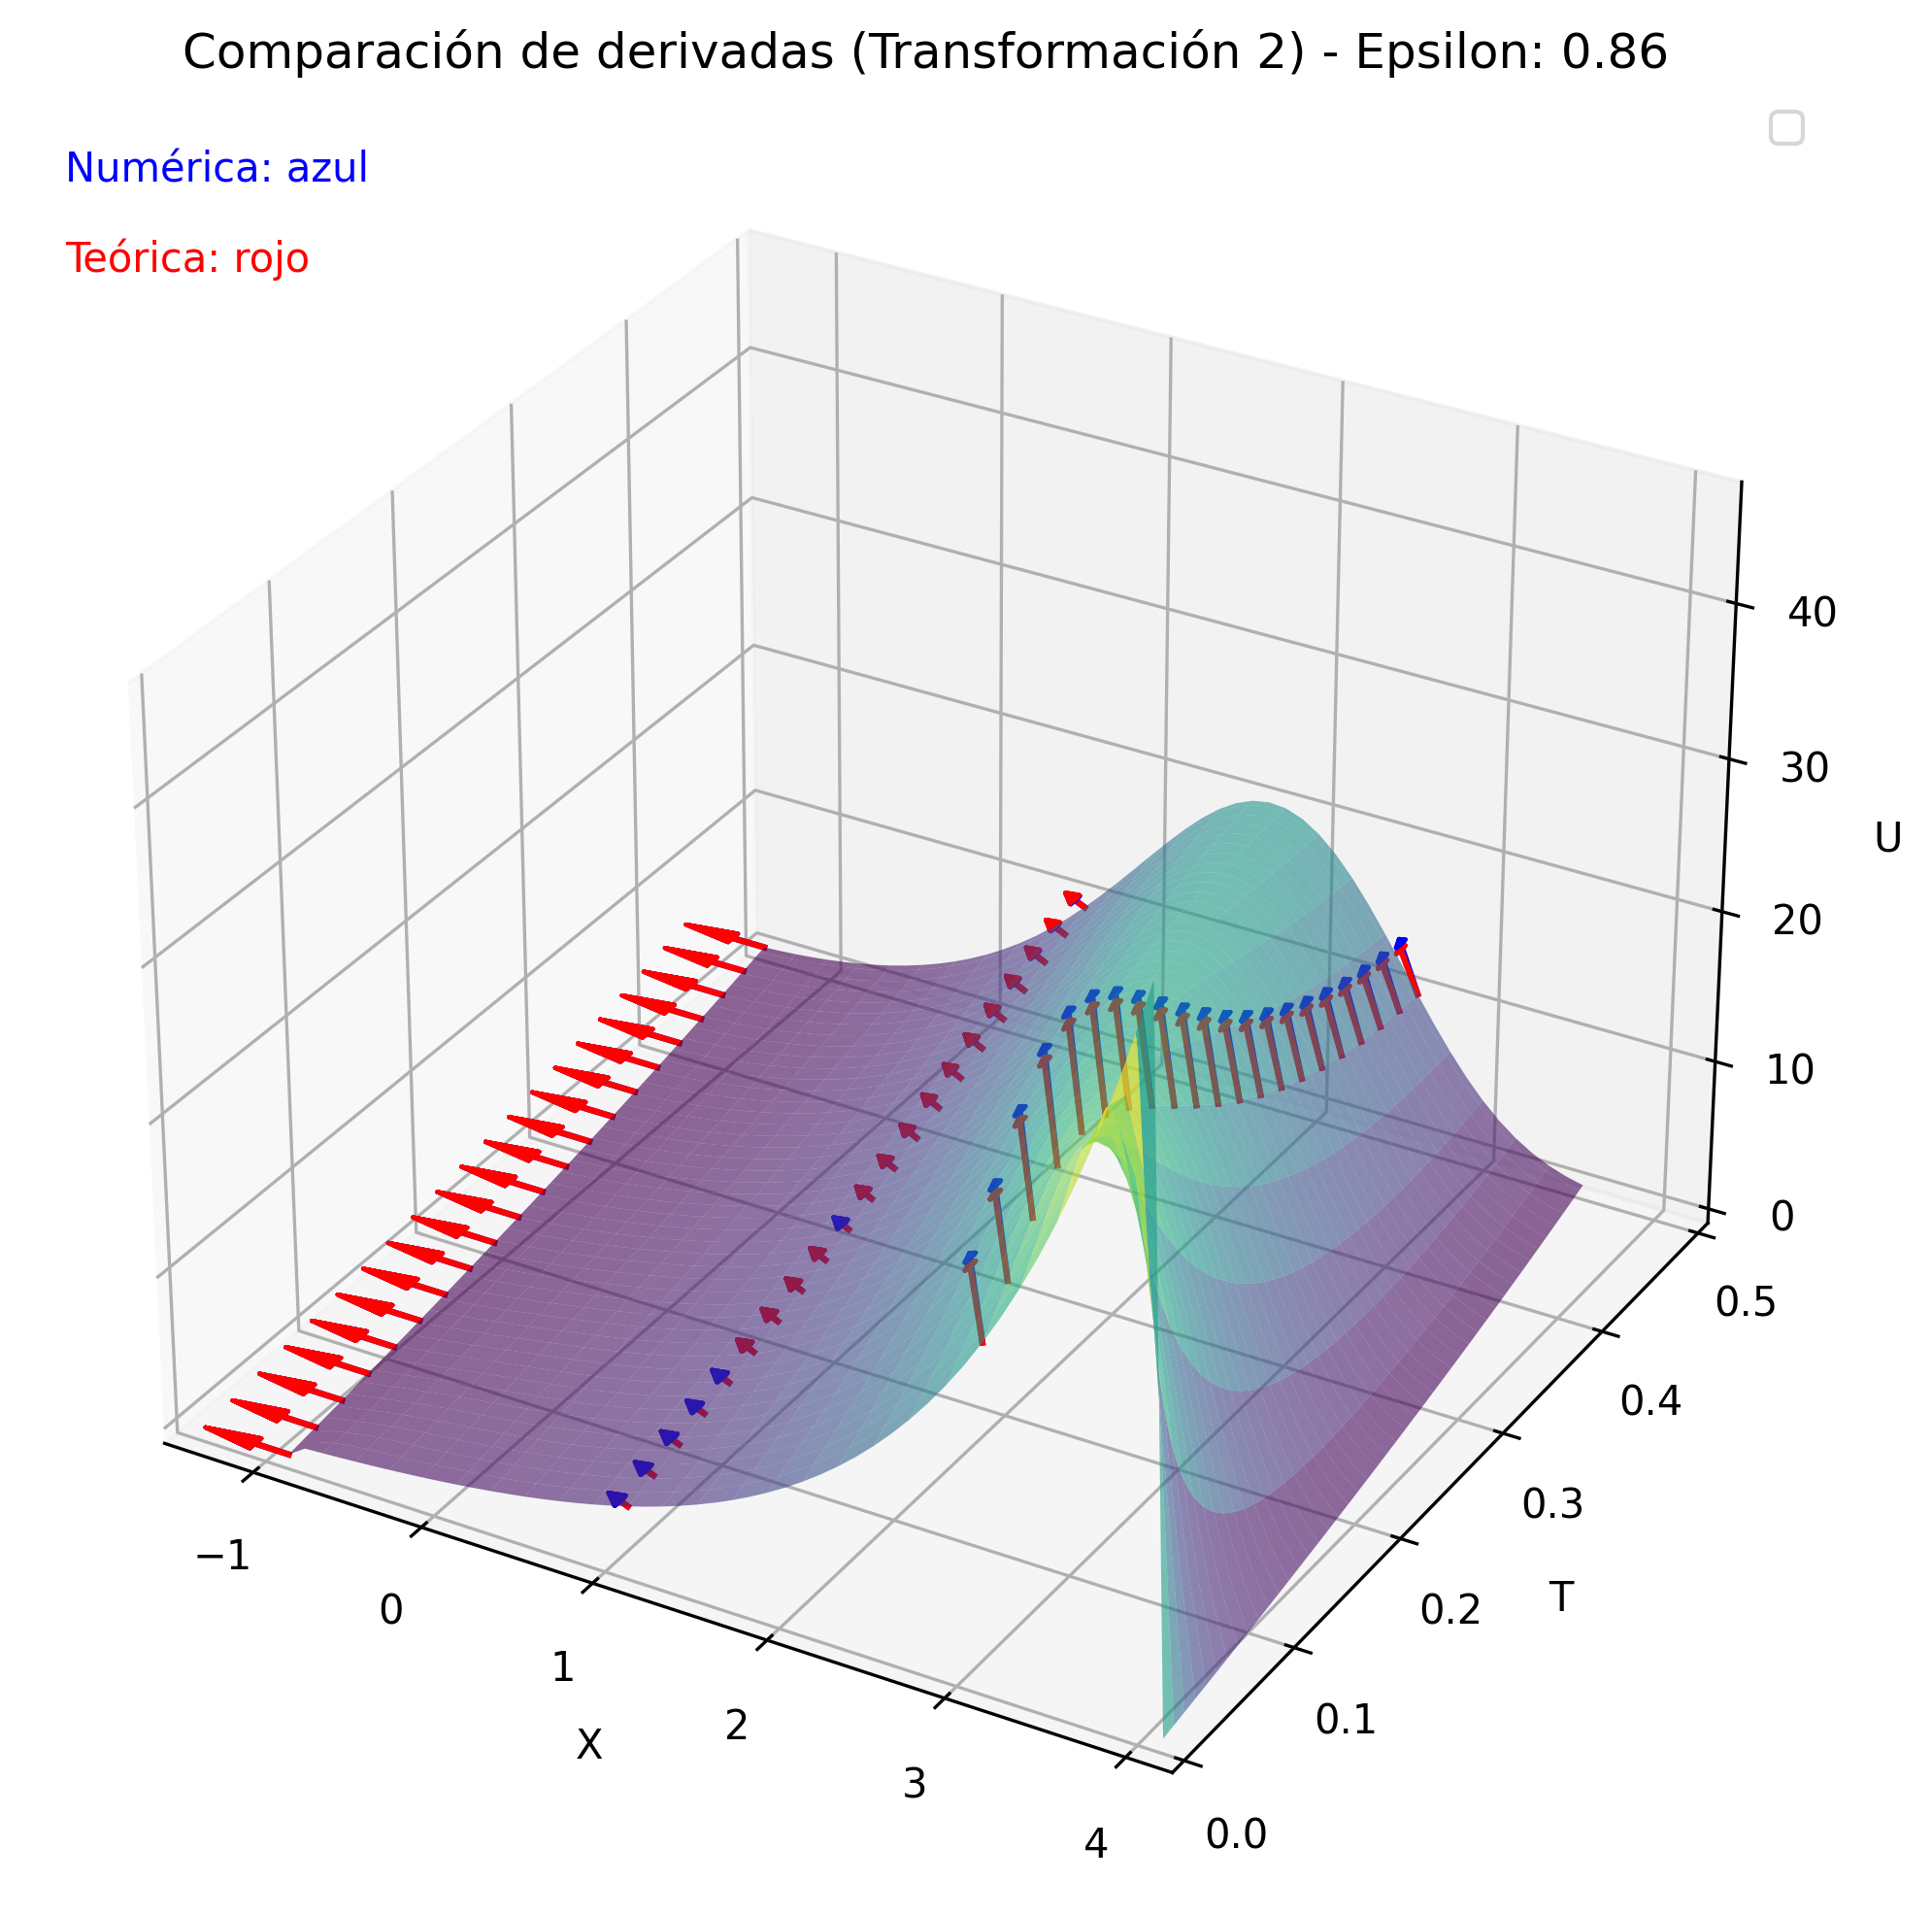 Comparación de derivadas (Transformación 2) - Epsilon: 0.86
Numérica: azul
Teórica: rojo
40
30
U
20
10
0
0.5
0.4
0.3
T
0.2
0.1
0.0
−1
0
1
X
2
3
4